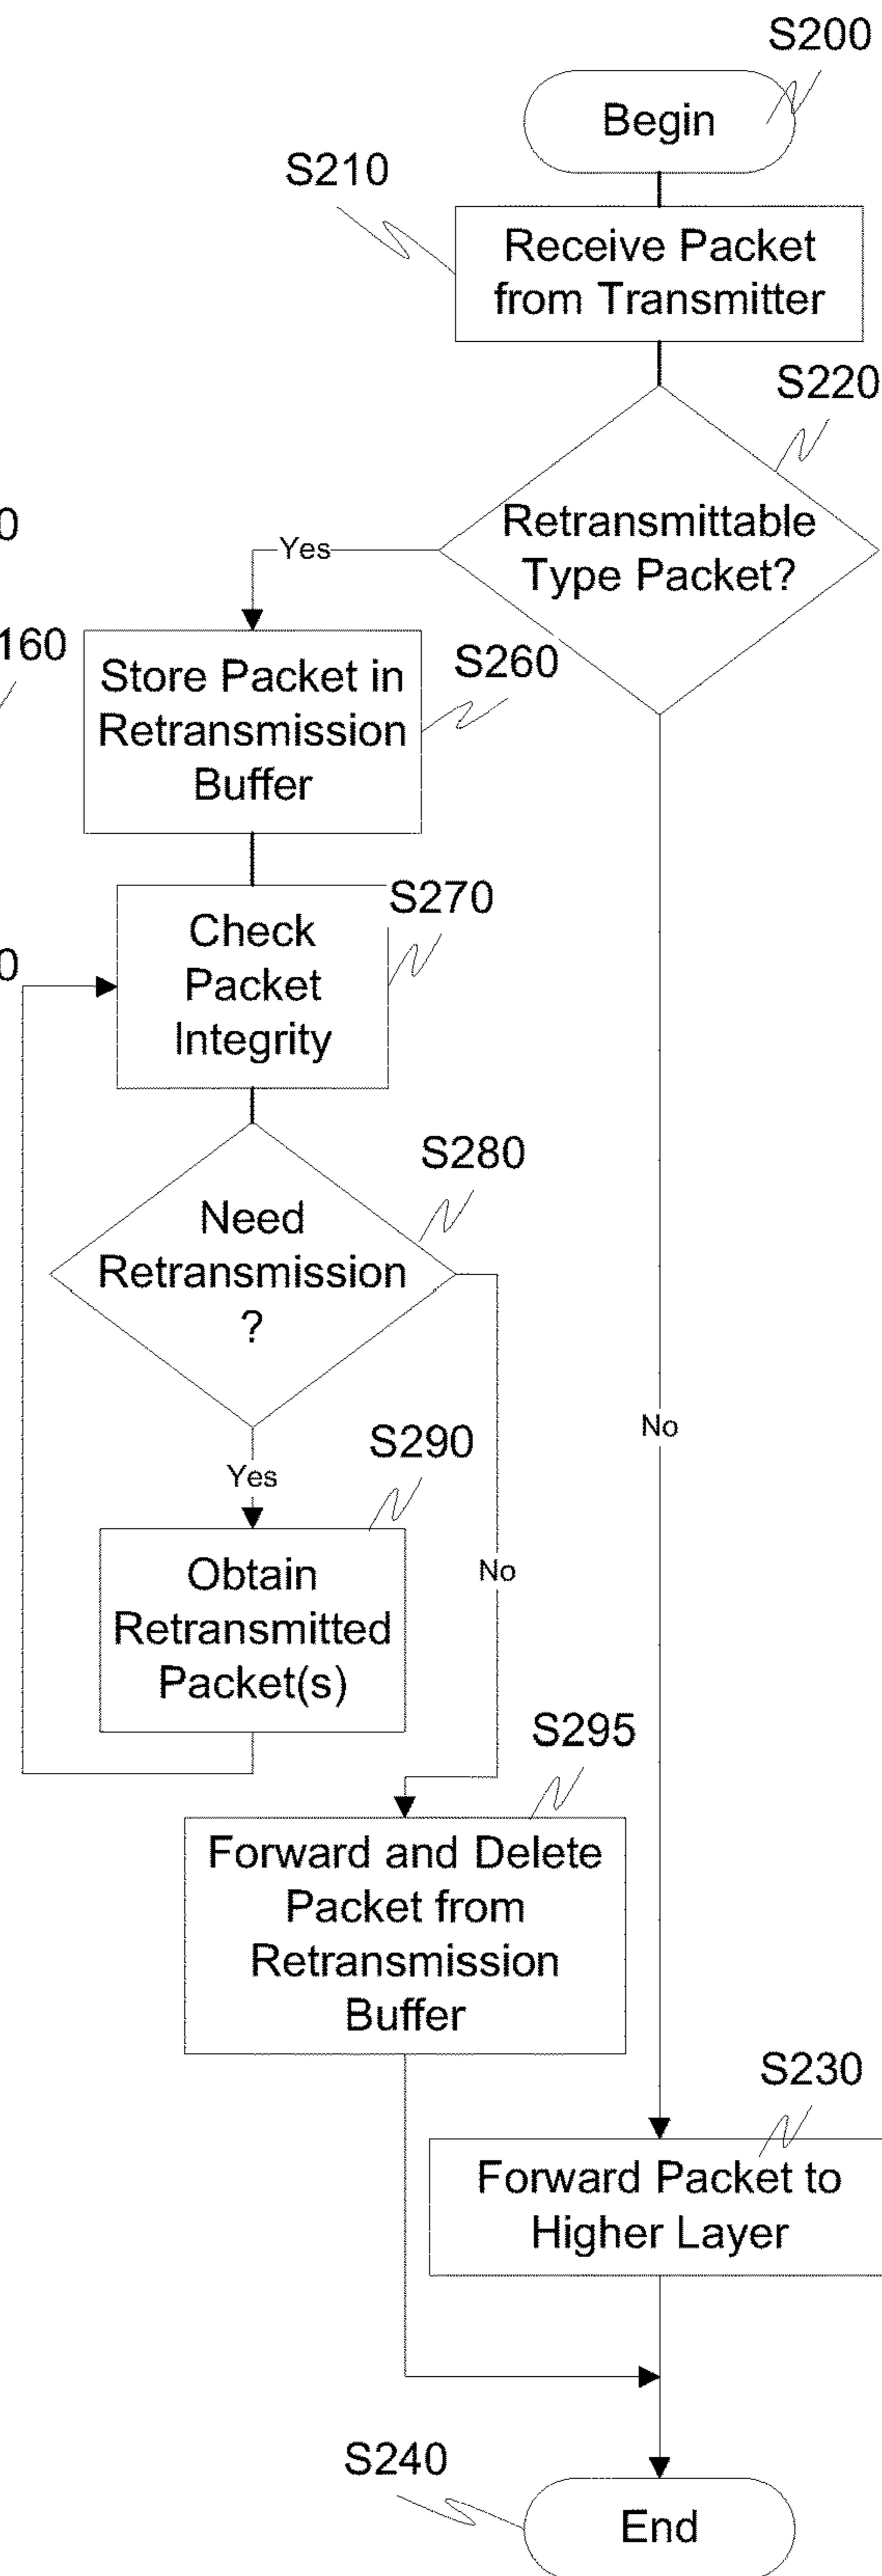 S200
Begin
S210
Receive Packet
from Transmitter
S220
Retransmittable
Type Packet?
Yes
0
160
Store Packet in
Retransmission
Buffer
S260
S270
Check
Packet
Integrity
0
S280
Need
Retransmission
?
No
S290
Yes
Obtain
Retransmitted
Packet(s)
No
S295
Forward and Delete
Packet from
Retransmission
Buffer
S230
Forward Packet to
Higher Layer
S240
End